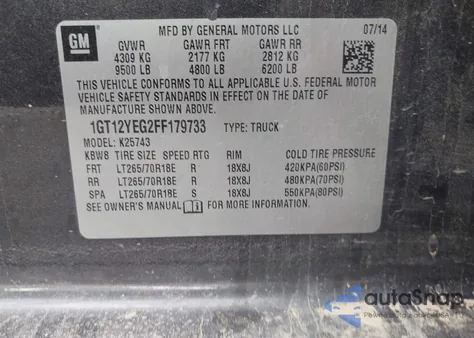 GM
MFD BY GENERAL MOTORS LLC 07/14
GVWR GAWR FRT GAWR RR
4309 KG 2177 KG 2812 KG
9500 LB 4800 LB 6200 LB
THIS VEHICLE CONFORMS TO ALL APPLICABLE U.S. FEDERAL MOTOR
VEHICLE SAFETY STANDARDS IN EFFECT ON THE DATE OF
MANUFACTURE SHOWN ABOVE.
1GT12YEG2FF179733 TYPE: TRUCK
MODEL: K25743
KBW8 TIRE SIZE SPEED RTG RIM COLD TIRE PRESSURE
FRT LT265/70R18E R 18X8J 420KPA(60PSI)
RR LT265/70R18E R 18X8J 480KPA(70PSI)
SPA LT265/70R18E S 18X8J 550KPA(80PSI)
SEE OWNER'S MANUAL FOR MORE INFORMATION
autoSnap